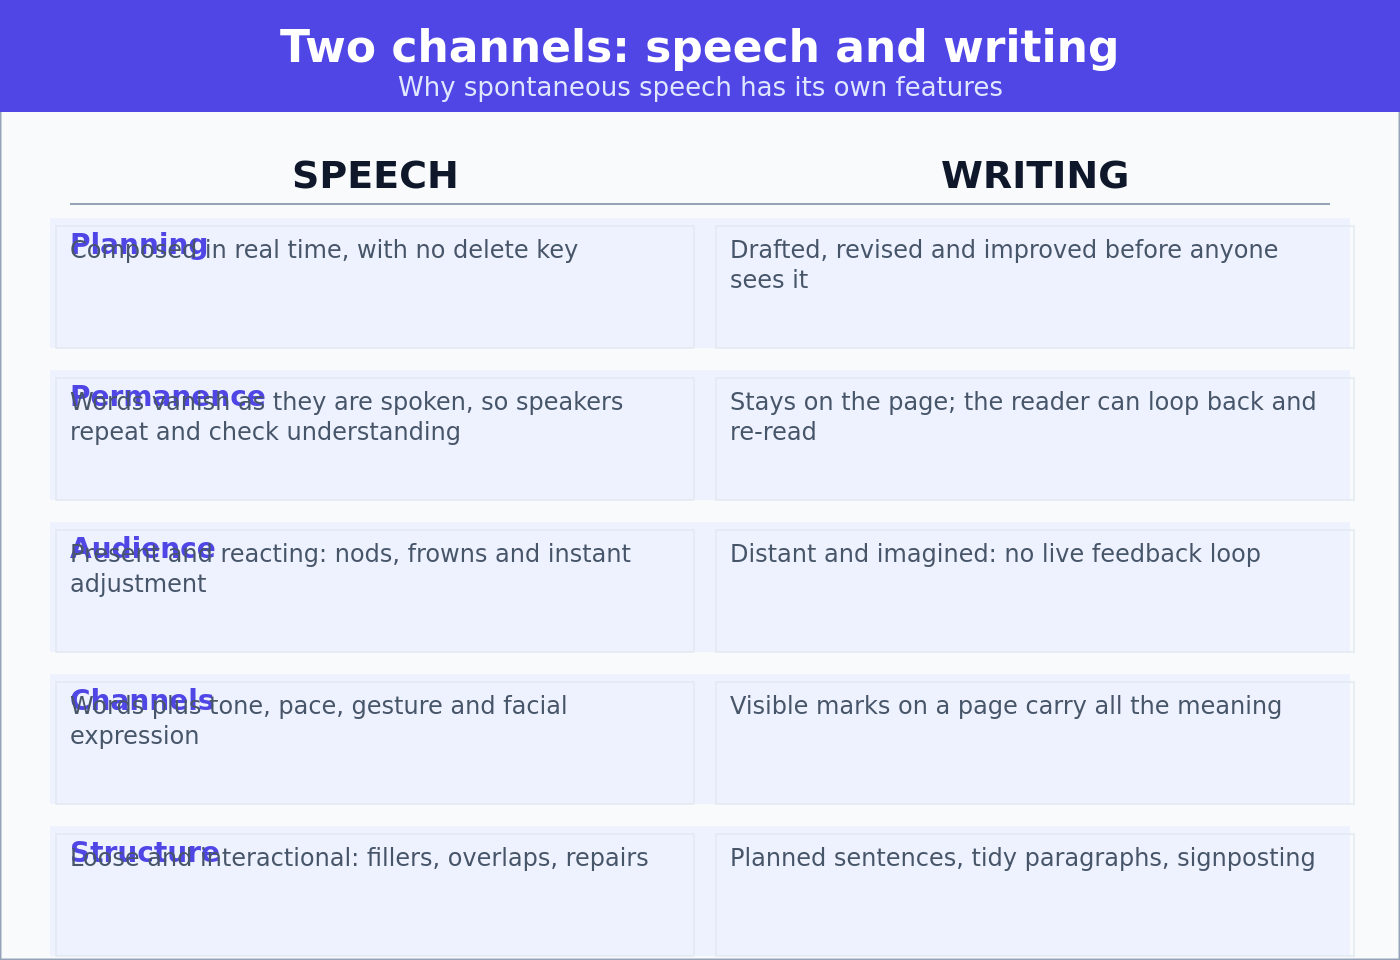 Two channels: speech and writing
Why spontaneous speech has its own features
SPEECH
WRITING
Planning
Composed in real time, with no delete key
Drafted, revised and improved before anyone
sees it
Permanence
Words vanish as they are spoken, so speakers
repeat and check understanding
Stays on the page; the reader can loop back and
re-read
Audience
Present and reacting: nods, frowns and instant
adjustment
Distant and imagined: no live feedback loop
Channels
Words plus tone, pace, gesture and facial
expression
Visible marks on a page carry all the meaning
Structure
Loose and interactional: fillers, overlaps, repairs
Planned sentences, tidy paragraphs, signposting